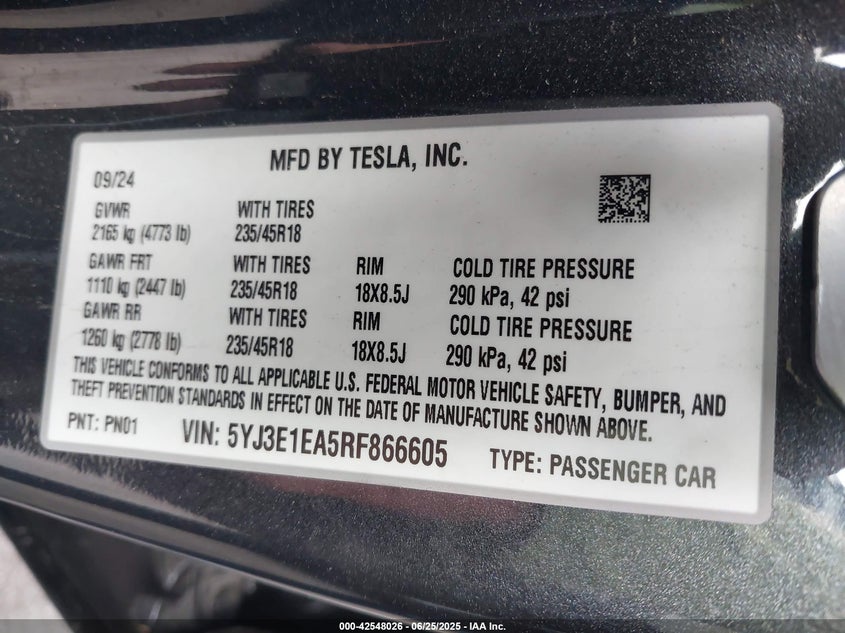 MFD BY TESLA, INC.
09/24
GVWR WITH TIRES
2165 kg (4773 lb) 235/45R18
GAWR FRT WITH TIRES RIM COLD TIRE PRESSURE
1110 kg (2447 lb) 235/45R18 18X8.5J 290 kPa, 42 psi
GAWR RR WITH TIRES RIM COLD TIRE PRESSURE
1260 kg (2778 lb) 235/45R18 18X8.5J 290 kPa, 42 psi
THIS VEHICLE CONFORMS TO ALL APPLICABLE U.S. FEDERAL MOTOR VEHICLE SAFETY, BUMPER, AND
THEFT PREVENTION STANDARDS IN EFFECT ON THE DATE OF MANUFACTURE SHOWN ABOVE.
PNT: PN01 VIN: 5YJ3E1EA5RF866605 TYPE: PASSENGER CAR
000-42548026 - 06/25/2025 - IAA Inc.